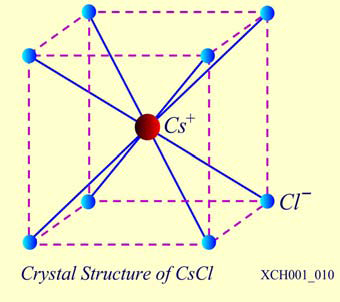 Cs⁺
Cl⁻
Crystal Structure of CsCl XCH001_010